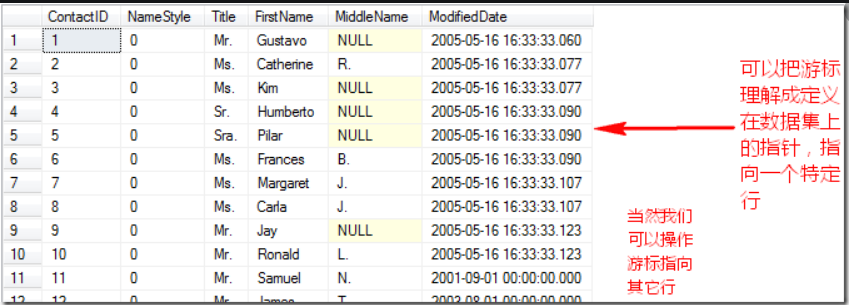 ContactID NameStyle Title FirstName MiddleName ModifiedDate
1 1 0 Mr. Gustavo NULL 2005-05-16 16:33:33.060
2 2 0 Ms. Catherine R. 2005-05-16 16:33:33.077
3 3 0 Ms. Kim NULL 2005-05-16 16:33:33.077
4 4 0 Sr. Humberto NULL 2005-05-16 16:33:33.090
5 5 0 Sra. Pilar NULL 2005-05-16 16:33:33.090
6 6 0 Ms. Frances B. 2005-05-16 16:33:33.090
7 7 0 Ms. Margaret J. 2005-05-16 16:33:33.107
8 8 0 Ms. Carla J. 2005-05-16 16:33:33.107
9 9 0 Mr. Jay NULL 2005-05-16 16:33:33.123
10 10 0 Mr. Ronald L. 2005-05-16 16:33:33.123
11 11 0 Mr. Samuel N. 2001-09-01 00:00:00.000
12 12 0 Mr. James T. 2003-08-01 00:00:00.000
可以把游标
理解成定义
在数据集上
的指针，指
向一个特定
行
当然我们
可以操作
游标指向
其它行